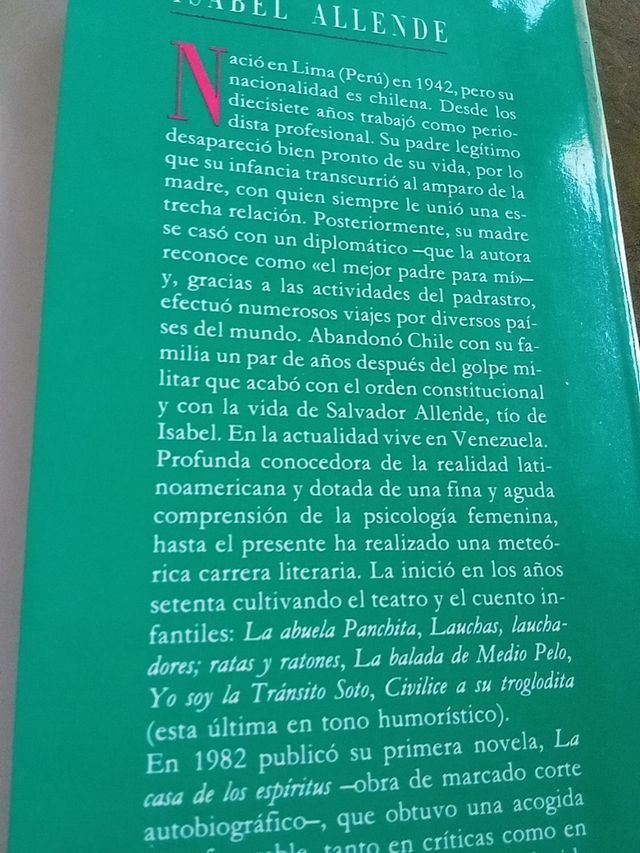 ISABEL ALLENDE
Nació en Lima (Perú) en 1942, pero su
nacionalidad es chilena. Desde los
diecisiete años trabajó como perio-
dista profesional. Su padre legítimo
desapareció bien pronto de su vida, por lo
que su infancia transcurrió al amparo de la
madre, con quien siempre le unió una es-
trecha relación. Posteriormente, su madre
se casó con un diplomático —que la autora
reconoce como «el mejor padre para mí»—
y, gracias a las actividades del padrastro,
efectuó numerosos viajes por diversos paí-
ses del mundo. Abandonó Chile con su fa-
milia un par de años después del golpe mi-
litar que acabó con el orden constitucional
y con la vida de Salvador Allende, tío de
Isabel. En la actualidad vive en Venezuela.
Profunda conocedora de la realidad lati-
noamericana y dotada de una fina y aguda
comprensión de la psicología femenina,
hasta el presente ha realizado una meteó-
rica carrera literaria. La inició en los años
setenta cultivando el teatro y el cuento in-
fantiles: La abuela Panchita, Lauchas, laucha-
dores; ratas y ratones, La balada de Medio Pelo,
Yo soy la Tránsito Soto, Civilice a su troglodita
(esta última en tono humorístico).
En 1982 publicó su primera novela, La
casa de los espíritus —obra de marcado corte
autobiográfico—, que obtuvo una acogida
tanto en críticas como en